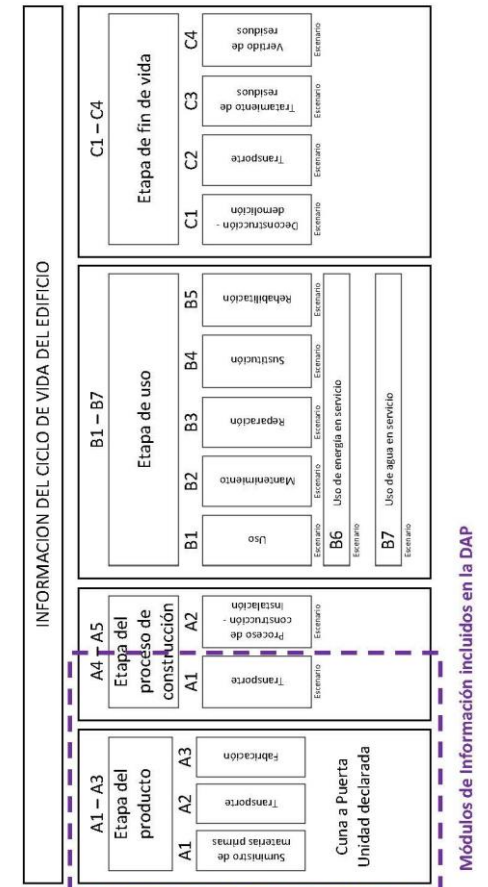 INFORMACION DEL CICLO DE VIDA DEL EDIFICIO
A1 – A3
Etapa del
producto
A1
Suministro de
materias primas
A2
Transporte
A3
Fabricación
Cuna a Puerta
Unidad declarada
A4 – A5
Etapa del
proceso de
construcción
A1
Transporte
Escenario
A2
Proceso de
construcción -
Instalación
Escenario
B1 – B7
Etapa de uso
B1
Uso
Escenario
B2
Mantenimiento
Escenario
B3
Reparación
Escenario
B4
Sustitución
Escenario
B5
Rehabilitación
Escenario
B6
Uso de energía en servicio
Escenario
B7
Uso de agua en servicio
Escenario
C1 – C4
Etapa de fin de vida
C1
Deconstrucción -
demolición
Escenario
C2
Transporte
Escenario
C3
Tratamiento de
residuos
Escenario
C4
Vertido de
residuos
Escenario
Módulos de Información incluidos en la DAP